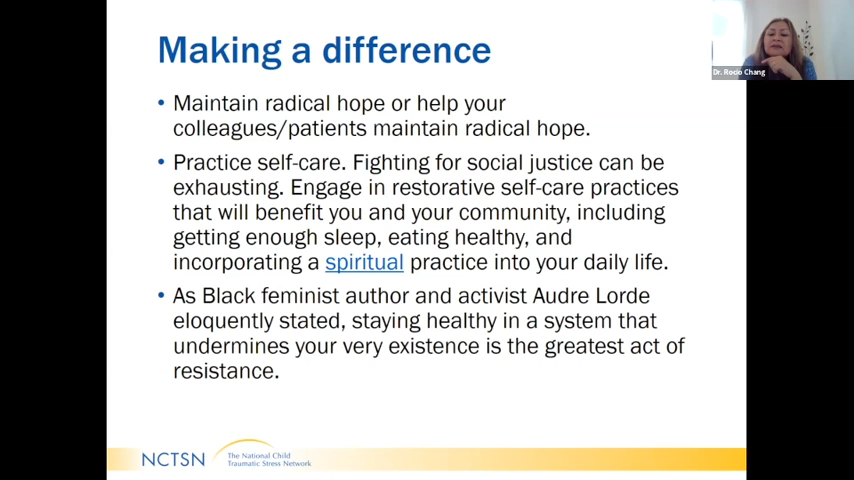 Making a difference
• Maintain radical hope or help your
colleagues/patients maintain radical hope.
• Practice self-care. Fighting for social justice can be
exhausting. Engage in restorative self-care practices
that will benefit you and your community, including
getting enough sleep, eating healthy, and
incorporating a spiritual practice into your daily life.
• As Black feminist author and activist Audre Lorde
eloquently stated, staying healthy in a system that
undermines your very existence is the greatest act of
resistance.
NCTSN
The National Child
Traumatic Stress Network
Dr. Rocio Chang